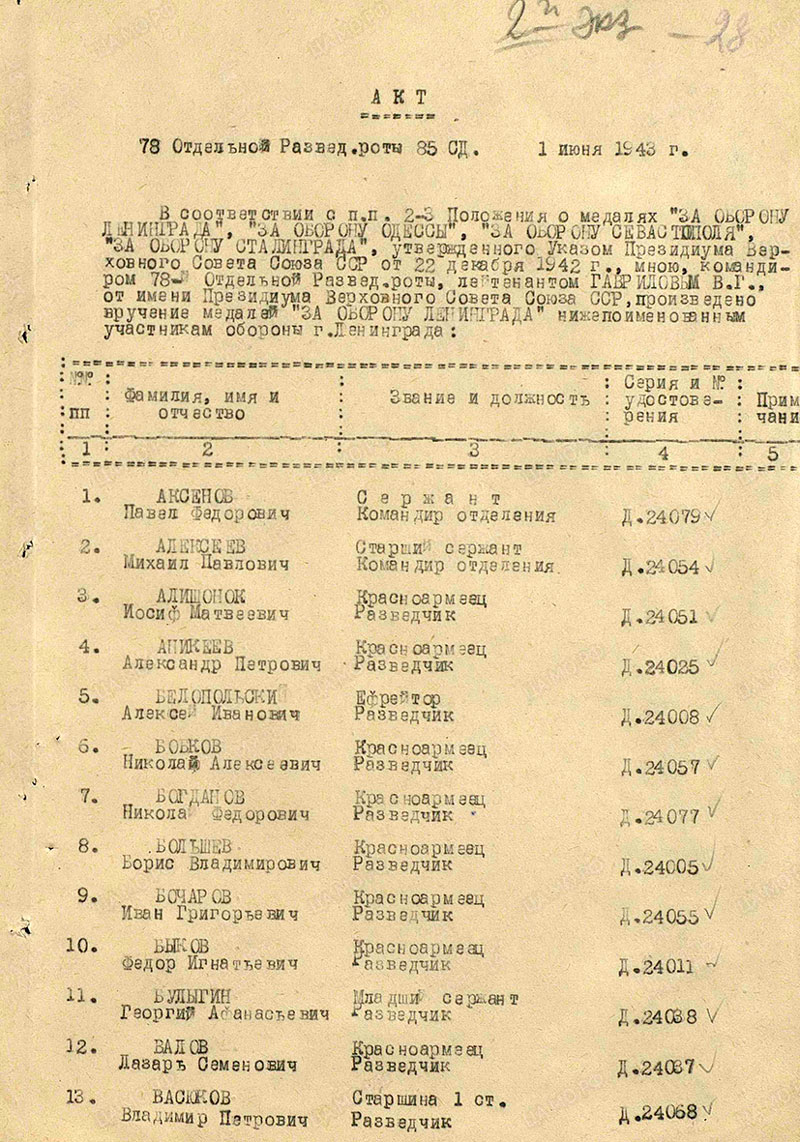 2й экз - 28
АКТ
78 Отдельной Развед.роты 85 СД. 1 июня 1943 г.
В соответствии с п.п. 2-3 Положения о медалях "ЗА ОБОРОНУ
ЛЕНИНГРАДА", "ЗА ОБОРОНУ ОДЕССЫ", "ЗА ОБОРОНУ СЕВАСТОПОЛЯ",
"ЗА ОБОРОНУ СТАЛИНГРАДА", утвержденного Указом Президиума Вер-
ховного Совета Союза ССР от 22 декабря 1942 г., мною, команди-
ром 78-й Отдельной Развед.роты, лейтенантом ГАВРИЛОВЫМ В.Г.,
от имени Президиума Верховного Совета Союза ССР,произведено
вручение медалей "ЗА ОБОРОНУ ЛЕНИНГРАДА" нижепоименованным
участникам обороны г.Ленинграда:
№№ пп : Фамилия, имя и отчество : Звание и должность : Серия и № удостове-рения : Прим чани
1 : 2 : 3 : 4 : 5
1. АКСЕНОВ Сержант
Павел Федорович Командир отделения Д.24079
2. АЛЕКСЕЕВ Старший сержант
Михаил Павлович Командир отделения Д.24054
3. АЛИШОНОК Красноармеец
Иосиф Матвеевич Разведчик Д.24051
4. АНИКЕЕВ Красноармеец
Александр Петрович Разведчик Д.24025
5. БЕЛОПОЛЬСКИ Ефрейтор
Алексей Иванович Разведчик Д.24008
6. БОБКОВ Красноармеец
Николай Алексеевич Разведчик Д.24057
7. БОГДАНОВ Красноармеец
Никола Федорович Разведчик Д.24077
8. БОЛЬШЕВ Красноармеец
Борис Владимирович Разведчик Д.24005
9. БОЧАРОВ Красноармеец
Иван Григорьевич Разведчик Д.24055
10. БЫКОВ Красноармеец
Федор Игнатьевич Разведчик Д.24011
11. БУЛЫГИН Младший сержант
Георгий Афанасьевич Разведчик Д.24038
12. ВАЛОВ Красноармеец
Лазарь Семенович Разведчик Д.24037
13. ВАСЬКОВ Старшина 1 ст.
Владимир Петрович Разведчик Д.24068